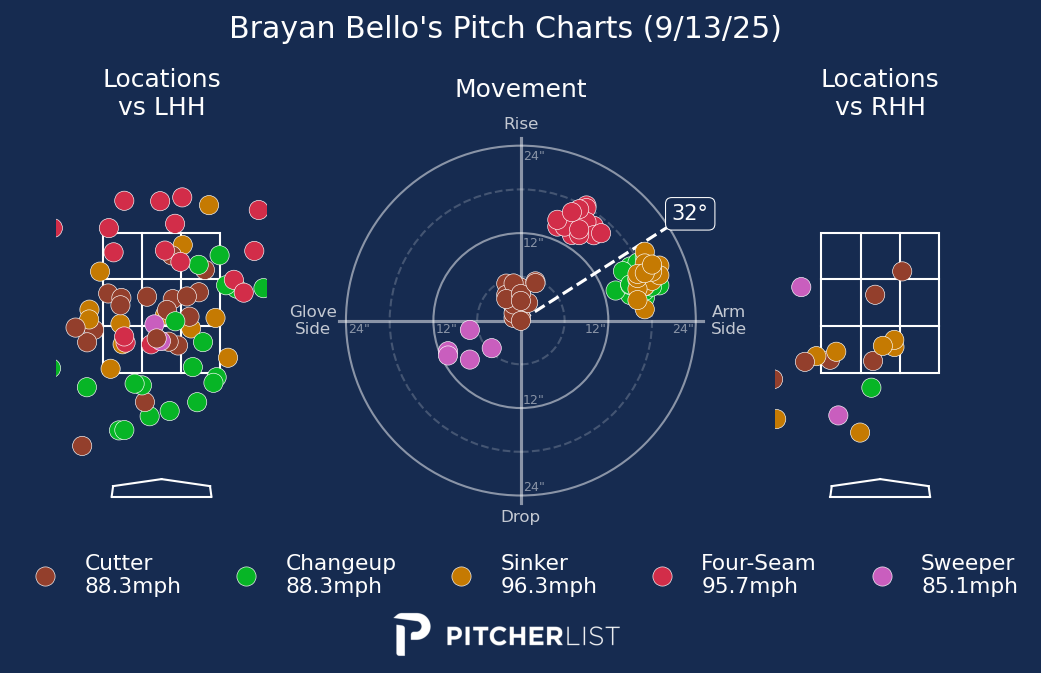 Brayan Bello's Pitch Charts (9/13/25)
Locations
vs LHH
Movement
Locations
vs RHH
Rise
24"
32°
12"
Glove
Side
24"
12"
12"
24"
Arm
Side
12"
24"
Drop
Cutter
88.3mph
Changeup
88.3mph
Sinker
96.3mph
Four-Seam
95.7mph
Sweeper
85.1mph
PITCHERLIST